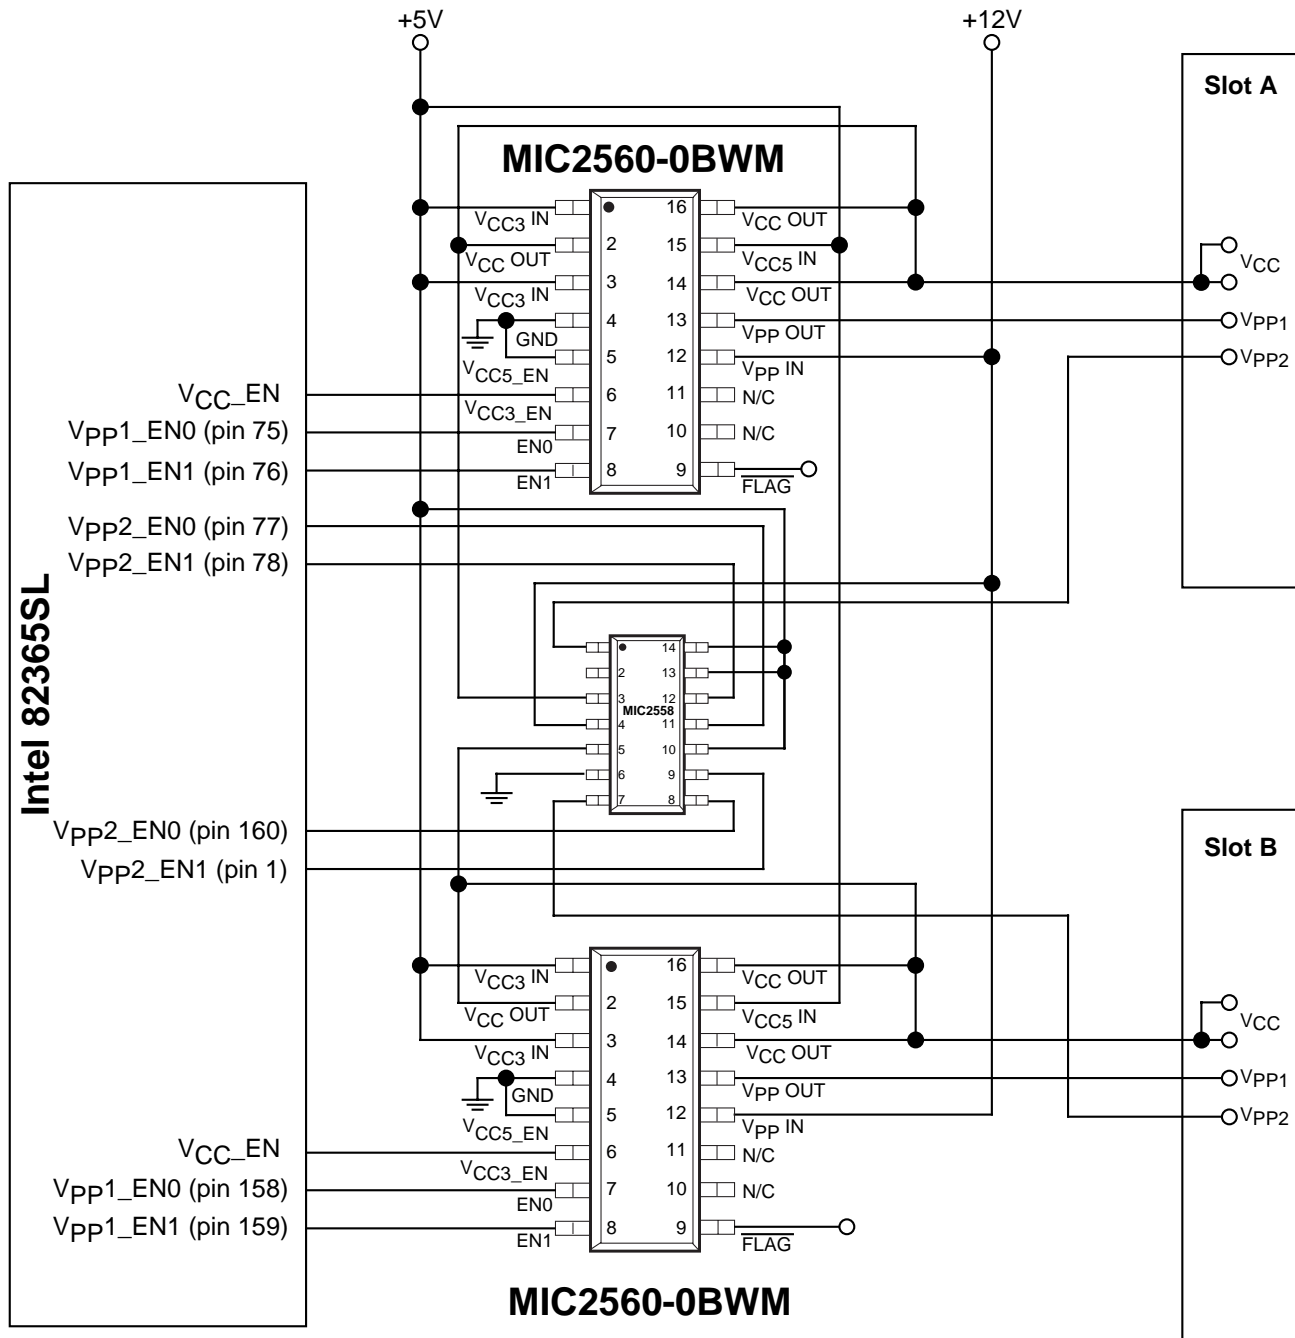 +5V
+12V
Slot A
MIC2560-0BWM
VCC3 IN
16
VCC OUT
2
15
VCC OUT
VCC5 IN
VCC
3
14
VCC3 IN
VCC OUT
4
13
VPP1
GND
VPP OUT
5
12
VPP2
VCC5_EN
VPP IN
VCC_EN
6
11
N/C
VCC3_EN
VPP1_EN0 (pin 75)
7
10
N/C
EN0
VPP1_EN1 (pin 76)
8
9
EN1
FLAG
VPP2_EN0 (pin 77)
VPP2_EN1 (pin 78)
Intel 82365SL
14
2
13
3
12
MIC2558
4
11
5
10
6
9
7
8
VPP2_EN0 (pin 160)
VPP2_EN1 (pin 1)
Slot B
VCC3 IN
16
VCC OUT
2
15
VCC OUT
VCC5 IN
VCC
3
14
VCC3 IN
VCC OUT
4
13
VPP1
GND
VPP OUT
5
12
VPP2
VCC5_EN
VPP IN
VCC_EN
6
11
N/C
VCC3_EN
VPP1_EN0 (pin 158)
7
10
N/C
EN0
VPP1_EN1 (pin 159)
8
9
EN1
FLAG
MIC2560-0BWM